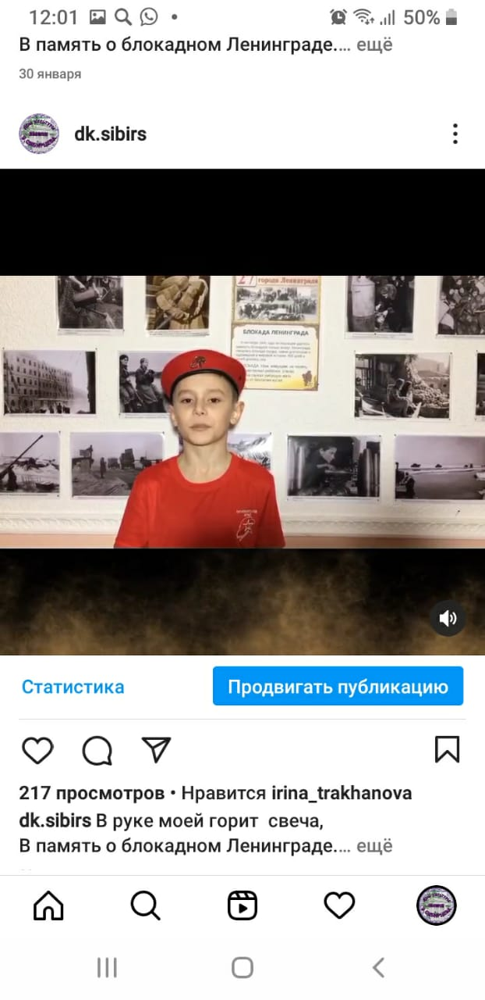 12:01
50%
В память о блокадном Ленинграде.... ещё
30 января
dk.sibirs
27 города Ленинграда
БЛОКАДА ЛЕНИНГРАДА
Статистика
Продвигать публикацию
217 просмотров • Нравится irina_trakhanova
dk.sibirs В руке моей горит свеча,
В память о блокадном Ленинграде.... ещё